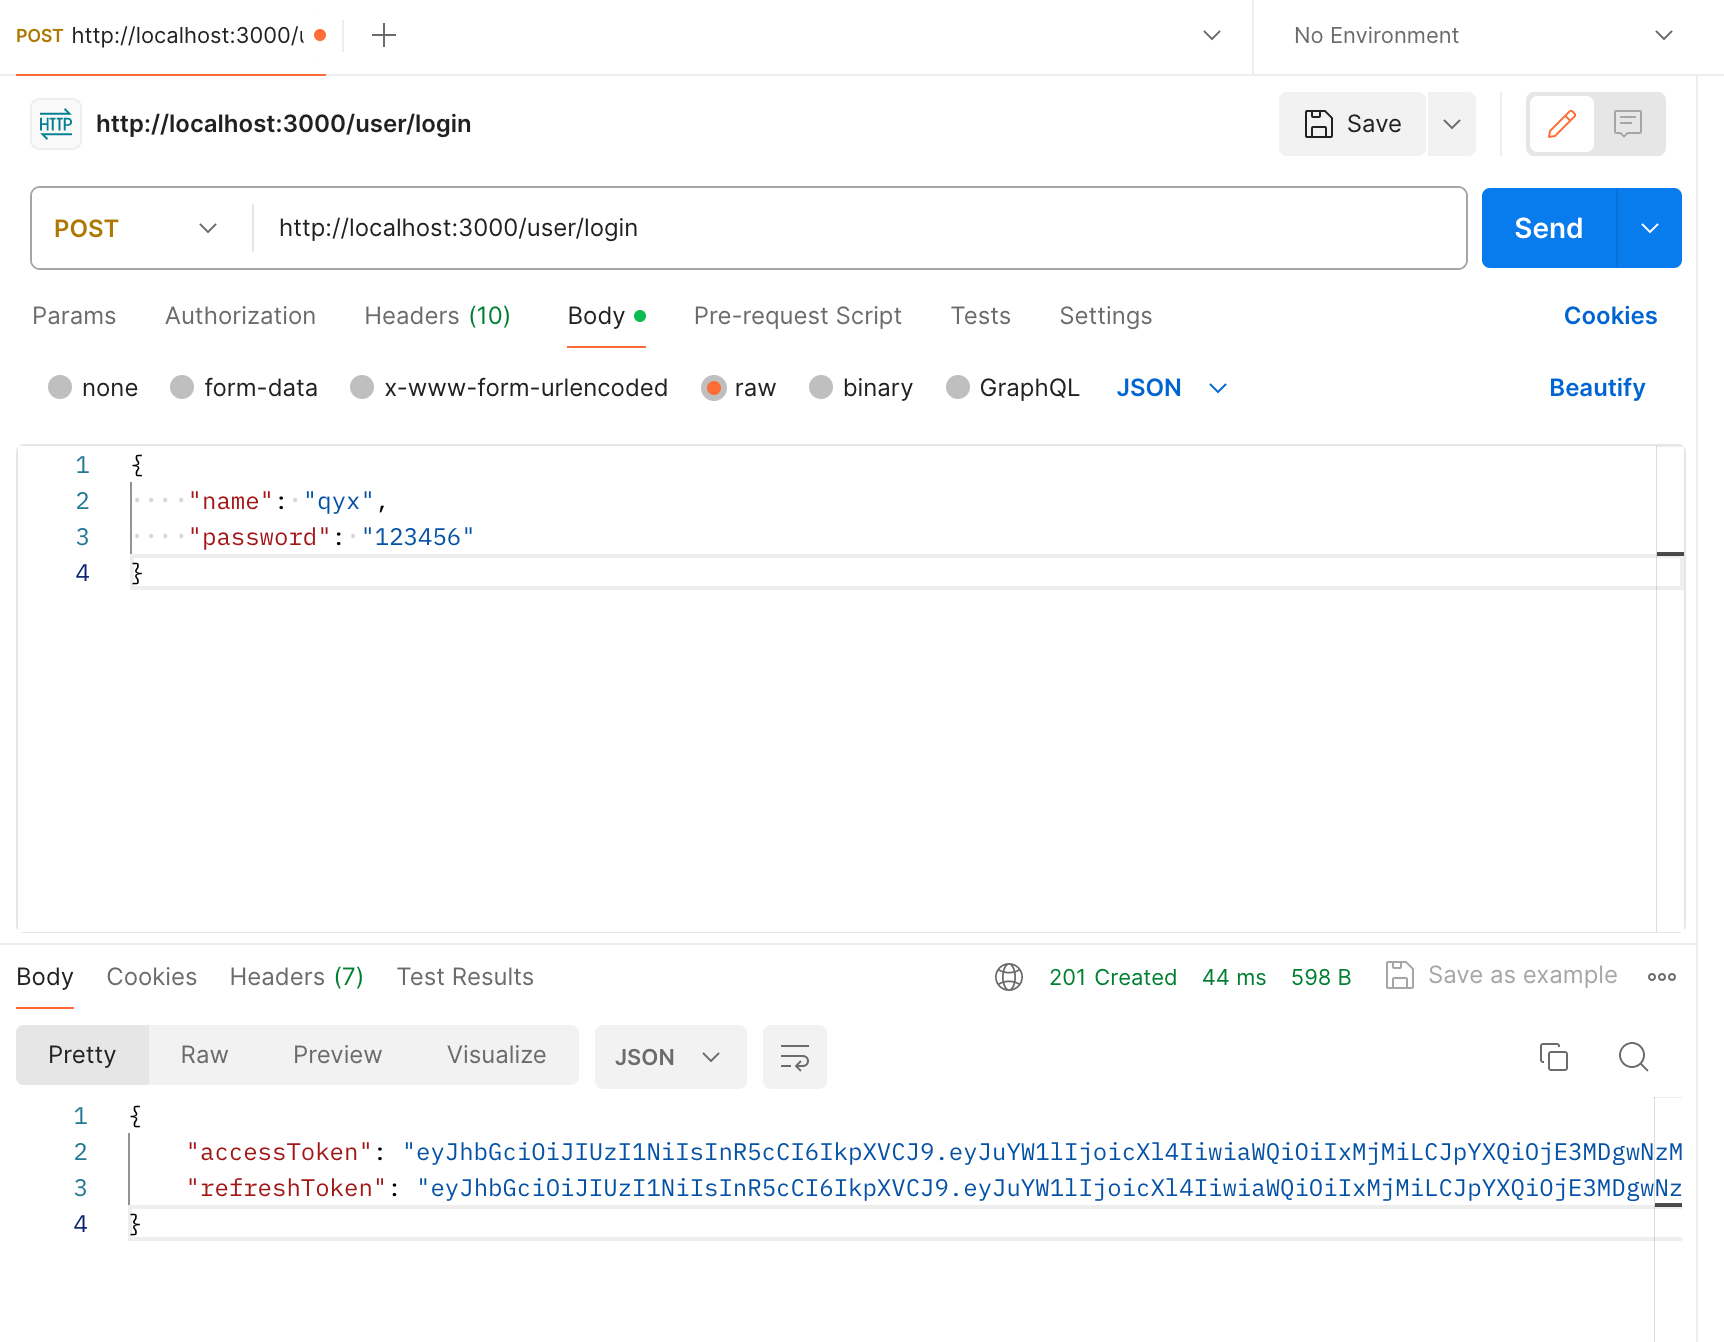 POST http://localhost:3000/u
No Environment
HTTP http://localhost:3000/user/login
Save
POST http://localhost:3000/user/login
Send
Params Authorization Headers (10) Body Pre-request Script Tests Settings Cookies
none form-data x-www-form-urlencoded raw binary GraphQL JSON Beautify
1 {
2 "name": "qyx",
3 "password": "123456"
4 }
Body Cookies Headers (7) Test Results 201 Created 44 ms 598 B Save as example
Pretty Raw Preview Visualize JSON
1 {
2 "accessToken": "eyJhbGciOiJIUzI1NiIsInR5cCI6IkpXVCJ9.eyJuYW1lIjoicXl4IiwiaWQiOiIxMjMiLCJpYXQiOjE3MDgwNzM
3 "refreshToken": "eyJhbGciOiJIUzI1NiIsInR5cCI6IkpXVCJ9.eyJuYW1lIjoicXl4IiwiaWQiOiIxMjMiLCJpYXQiOjE3MDgwNz
4 }